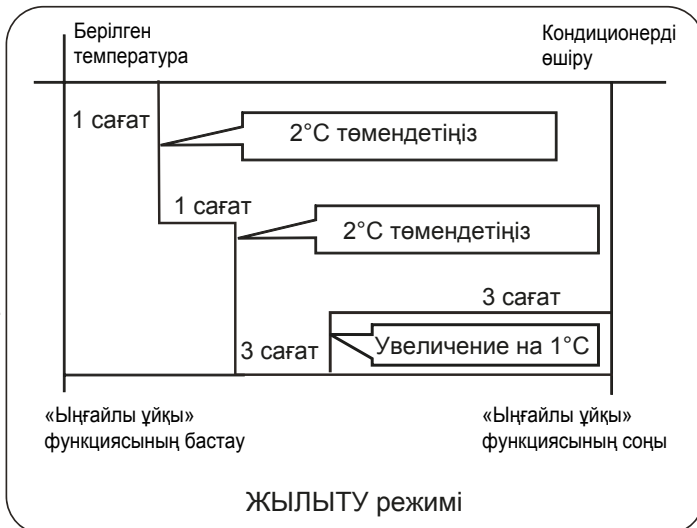 Берілген
температура
Кондиционерді
өшіру
1 сағат
2°C төмендетіңіз
1 сағат
2°C төмендетіңіз
3 сағат
3 сағат
Увеличение на 1°C
«Ыңғайлы ұйқы»
функциясының бастау
«Ыңғайлы ұйқы»
функциясының соңы
ЖЫЛЫТУ режимі